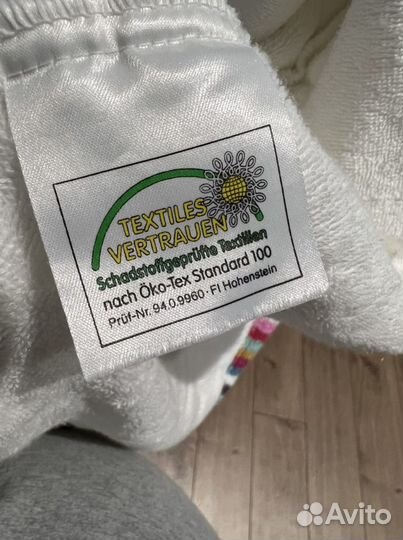 TEXTILES
VERTRAUEN
Schadstoffgeprüfte Textilien
nach Öko-Tex Standard 100
Prüf-Nr. 94.0.9960 · FI Hohenstein
Avito